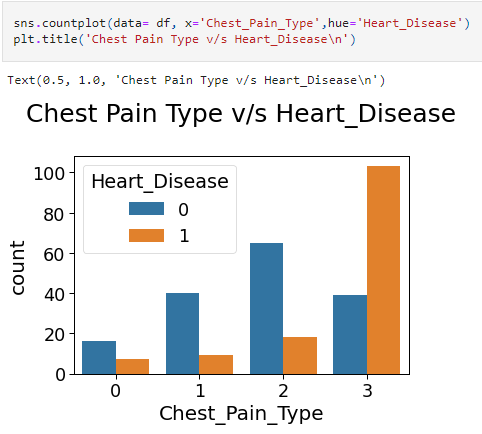 sns.countplot(data= df, x='Chest_Pain_Type',hue='Heart_Disease')
plt.title('Chest Pain Type v/s Heart_Disease\n')
Text(0.5, 1.0, 'Chest Pain Type v/s Heart_Disease\n')
Chest Pain Type v/s Heart_Disease
Heart_Disease
0
1
100
80
60
40
20
0
count
0 1 2 3
Chest_Pain_Type